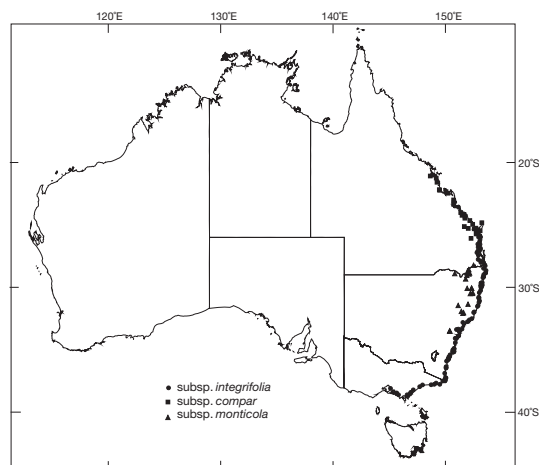 120°E 130°E 140°E 150°E
20°S
30°S
40°S
subsp. integrifolia
subsp. compar
subsp. monticola